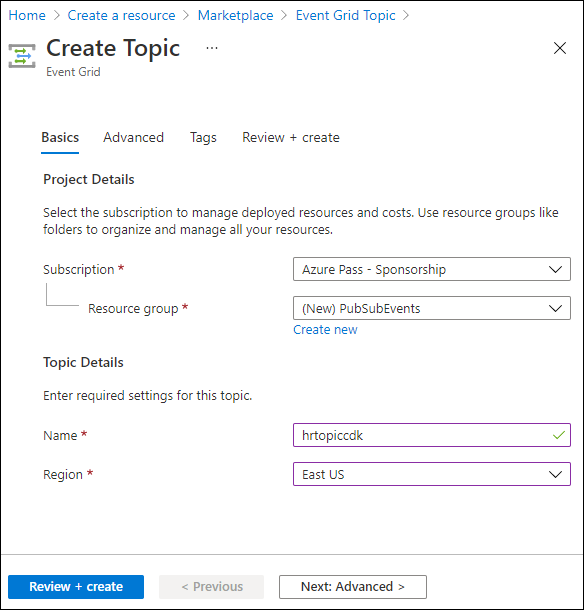 Home > Create a resource > Marketplace > Event Grid Topic >
Create Topic ...
Event Grid
Basics Advanced Tags Review + create
Project Details
Select the subscription to manage deployed resources and costs. Use resource groups like
folders to organize and manage all your resources.
Subscription * Azure Pass - Sponsorship
Resource group * (New) PubSubEvents
Create new
Topic Details
Enter required settings for this topic.
Name * hrtopiccdk
Region * East US
Review + create < Previous Next: Advanced >